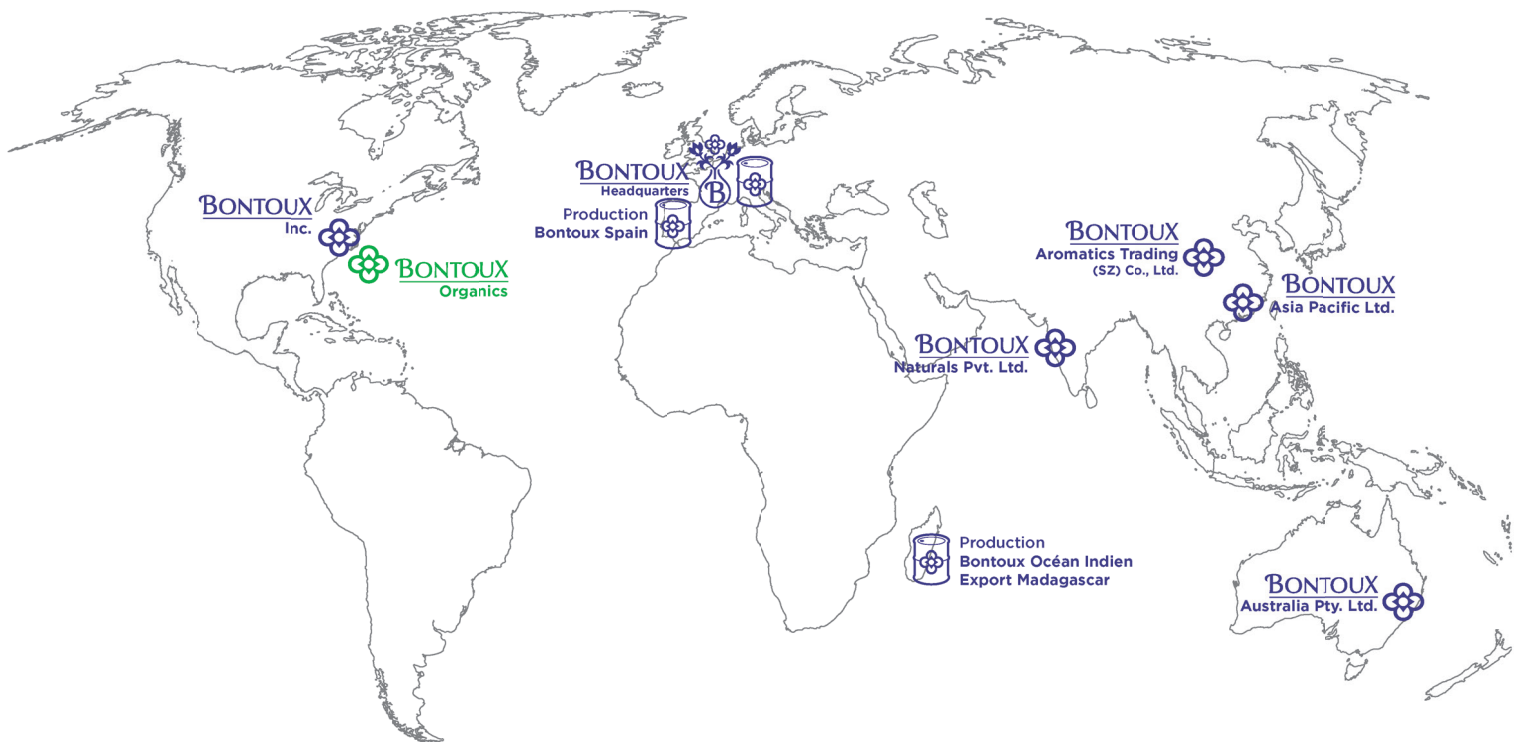 BONTOUX
Headquarters
Production
Bontoux Spain
BONTOUX
Inc.
BONTOUX
Organics
BONTOUX
Aromatics Trading
(SZ) Co., Ltd.
BONTOUX
Asia Pacific Ltd.
BONTOUX
Naturals Pvt. Ltd.
Production
Bontoux Océan Indien
Export Madagascar
BONTOUX
Australia Pty. Ltd.
B